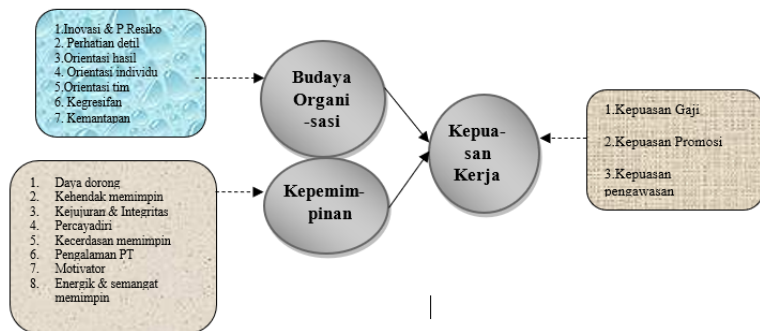 1.Inovasi & P.Resiko
2. Perhatian detil
3.Orientasi hasil
4. Orientasi individu
5.Orientasi tim
6. Kegresifan
7. Kemantapan
Budaya
Organi
-sasi
Kepua-
san
Kerja
1.Kepuasan Gaji
2.Kepuasan Promosi
3.Kepuasan
pengawasan
1. Daya dorong
2. Kehendak memimpin
3. Kejujuran & Integritas
4. Percayadiri
5. Kecerdasan memimpin
6. Pengalaman PT
7. Motivator
8. Energik & semangat
memimpin
Kepemim-
pinan